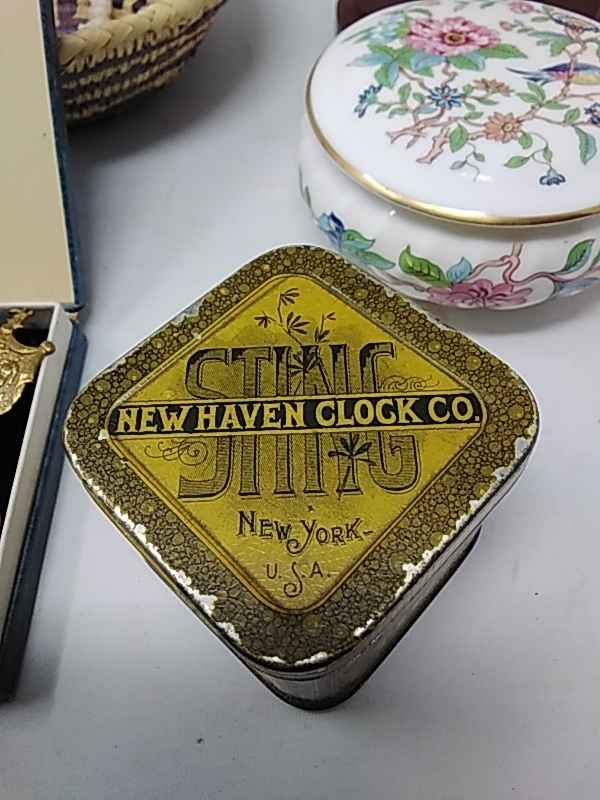 STING
NEW HAVEN CLOCK CO.
NEW YORK
U.S.A.